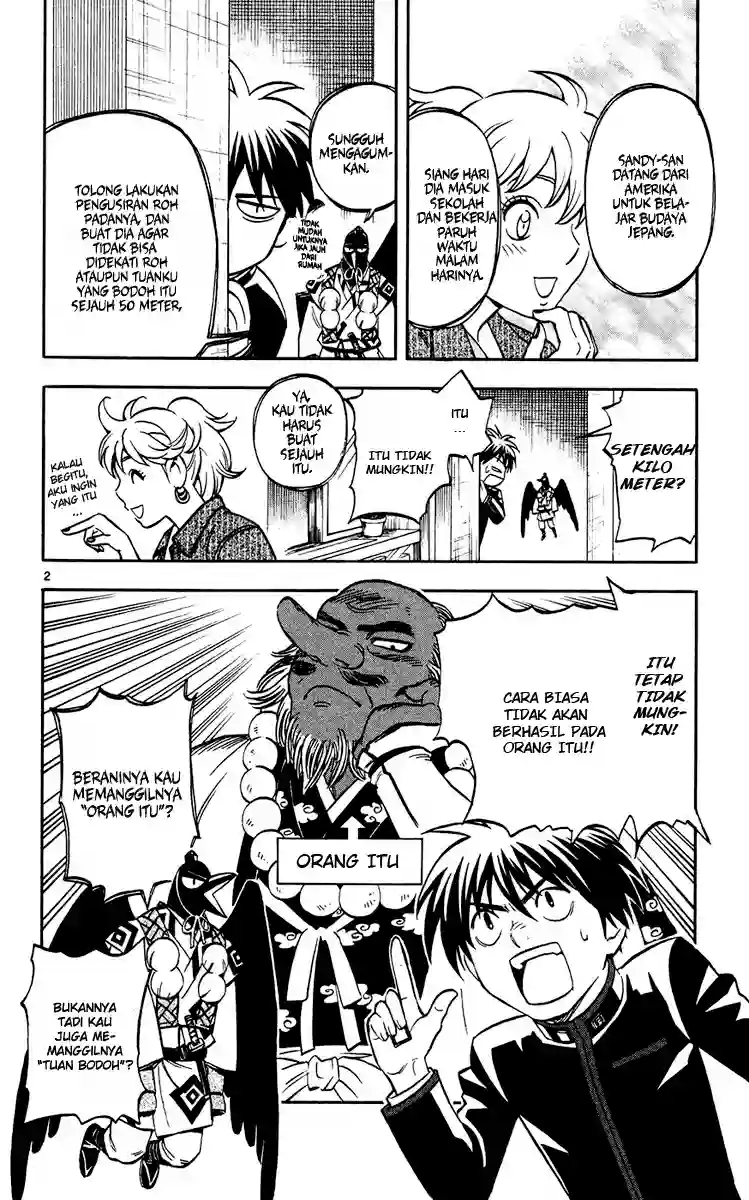 SANDY-SAN
DATANG DARI
AMERIKA
UNTUK BELA-
JAR BUDAYA
JEPANG.
SIANG HARI
DIA MASUK
SEKOLAH
DAN BEKERJA
PARUH
WAKTU
MALAM
HARINYA.
SUNGGUH
MENGAGUM-
KAN.
TIDAK
MUDAH
UNTUKNYA
JIKA JAUH
DARI
RUMAH
TOLONG LAKUKAN
PENGUSIRAN ROH
PADANYA, DAN
BUAT DIA AGAR
TIDAK BISA
DIDEKATI ROH
ATAUPUN TUANKU
YANG BODOH ITU
SEJAUH 50 METER.
SETENGAH
KILO
METER?
ITU
...
ITU TIDAK
MUNGKIN!!
YA,
KAU TIDAK
HARUS
BUAT
SEJAUH
ITU.
KALAU
BEGITU,
AKU INGIN
YANG ITU
...
2
ITU
TETAP
TIDAK
MUNG-
KIN!
CARA BIASA
TIDAK AKAN
BERHASIL PADA
ORANG ITU!!
BERANINYA KAU
MEMANGGILNYA
"ORANG ITU"?
ORANG ITU
BUKANNYA
TADI KAU
JUGA ME-
MANGGILNYA
"TUAN BODOH"?